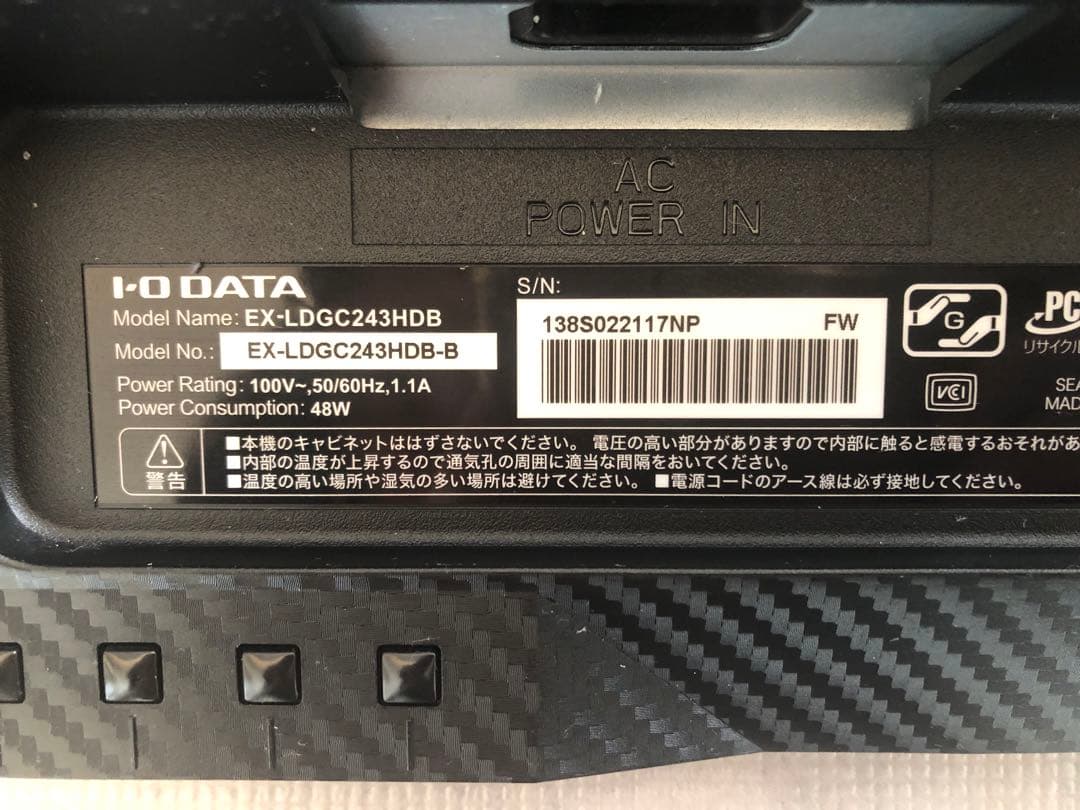 AC
POWER IN
I-O DATA
Model Name: EX-LDGC243HDB
Model No.: EX-LDGC243HDB-B
Power Rating: 100V~,50/60Hz,1.1A
Power Consumption: 48W
S/N:
138S022117NP FW
G
PC
リサイクル
VCI
SEA
MAD
警告
■本機のキャビネットははずさないでください。 電圧の高い部分がありますので内部に触ると感電するおそれがあ
■内部の温度が上昇するので通気孔の周囲に適当な間隔をおいてください。
■温度の高い場所や湿気の多い場所は避けてください。 ■電源コードのアース線は必ず接地してください。